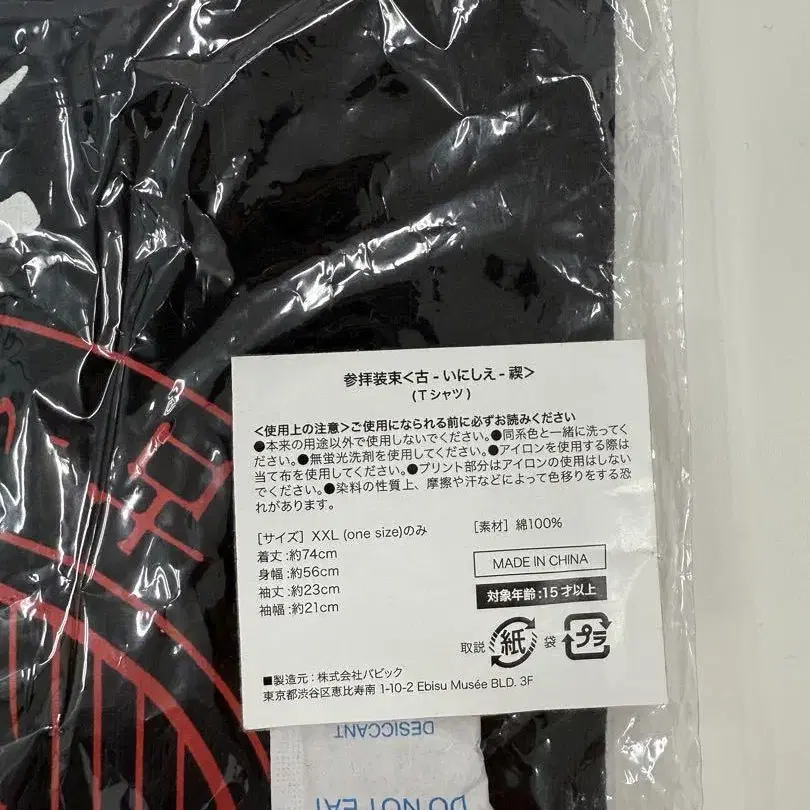 参拝装束<古 - いにしえ - 禊>
(Tシャツ)
<使用上の注意>ご使用になられる前に必ずお読みください
●本来の用途以外で使用しないでください。●同系色と一緒に洗ってく
ださい。●無蛍光洗剤を使用してください。●アイロンを使用する際は
当て布を使用してください。●プリント部分はアイロンの使用はしない
でください。●染料の性質上、摩擦や汗などによって色移りをする恐
れがあります。
[サイズ] XXL (one size)のみ
[素材] 綿100%
着丈 :約74cm
身幅 :約56cm
袖丈 :約23cm
袖幅 :約21cm
MADE IN CHINA
対象年齢:15才以上
取説 紙 袋 プラ
■製造元 : 株式会社バビック
東京都渋谷区恵比寿南 1-10-2 Ebisu Musée BLD. 3F
DESICCANT
DO NOT EAT